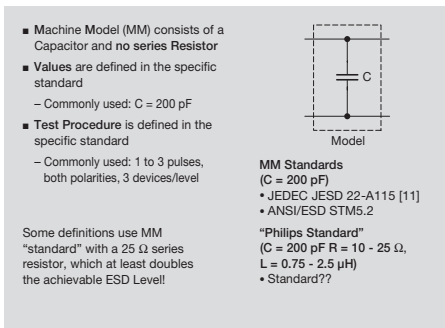 ■ Machine Model (MM) consists of a
Capacitor and no series Resistor
■ Values are defined in the specific
standard
– Commonly used: C = 200 pF
■ Test Procedure is defined in the
specific standard
– Commonly used: 1 to 3 pulses,
both polarities, 3 devices/level
Some definitions use MM
“standard” with a 25 Ω series
resistor, which at least doubles
the achievable ESD Level!
C
Model
MM Standards
(C = 200 pF)
• JEDEC JESD 22-A115 [11]
• ANSI/ESD STM5.2
“Philips Standard”
(C = 200 pF R = 10 - 25 Ω,
L = 0.75 - 2.5 µH)
• Standard??